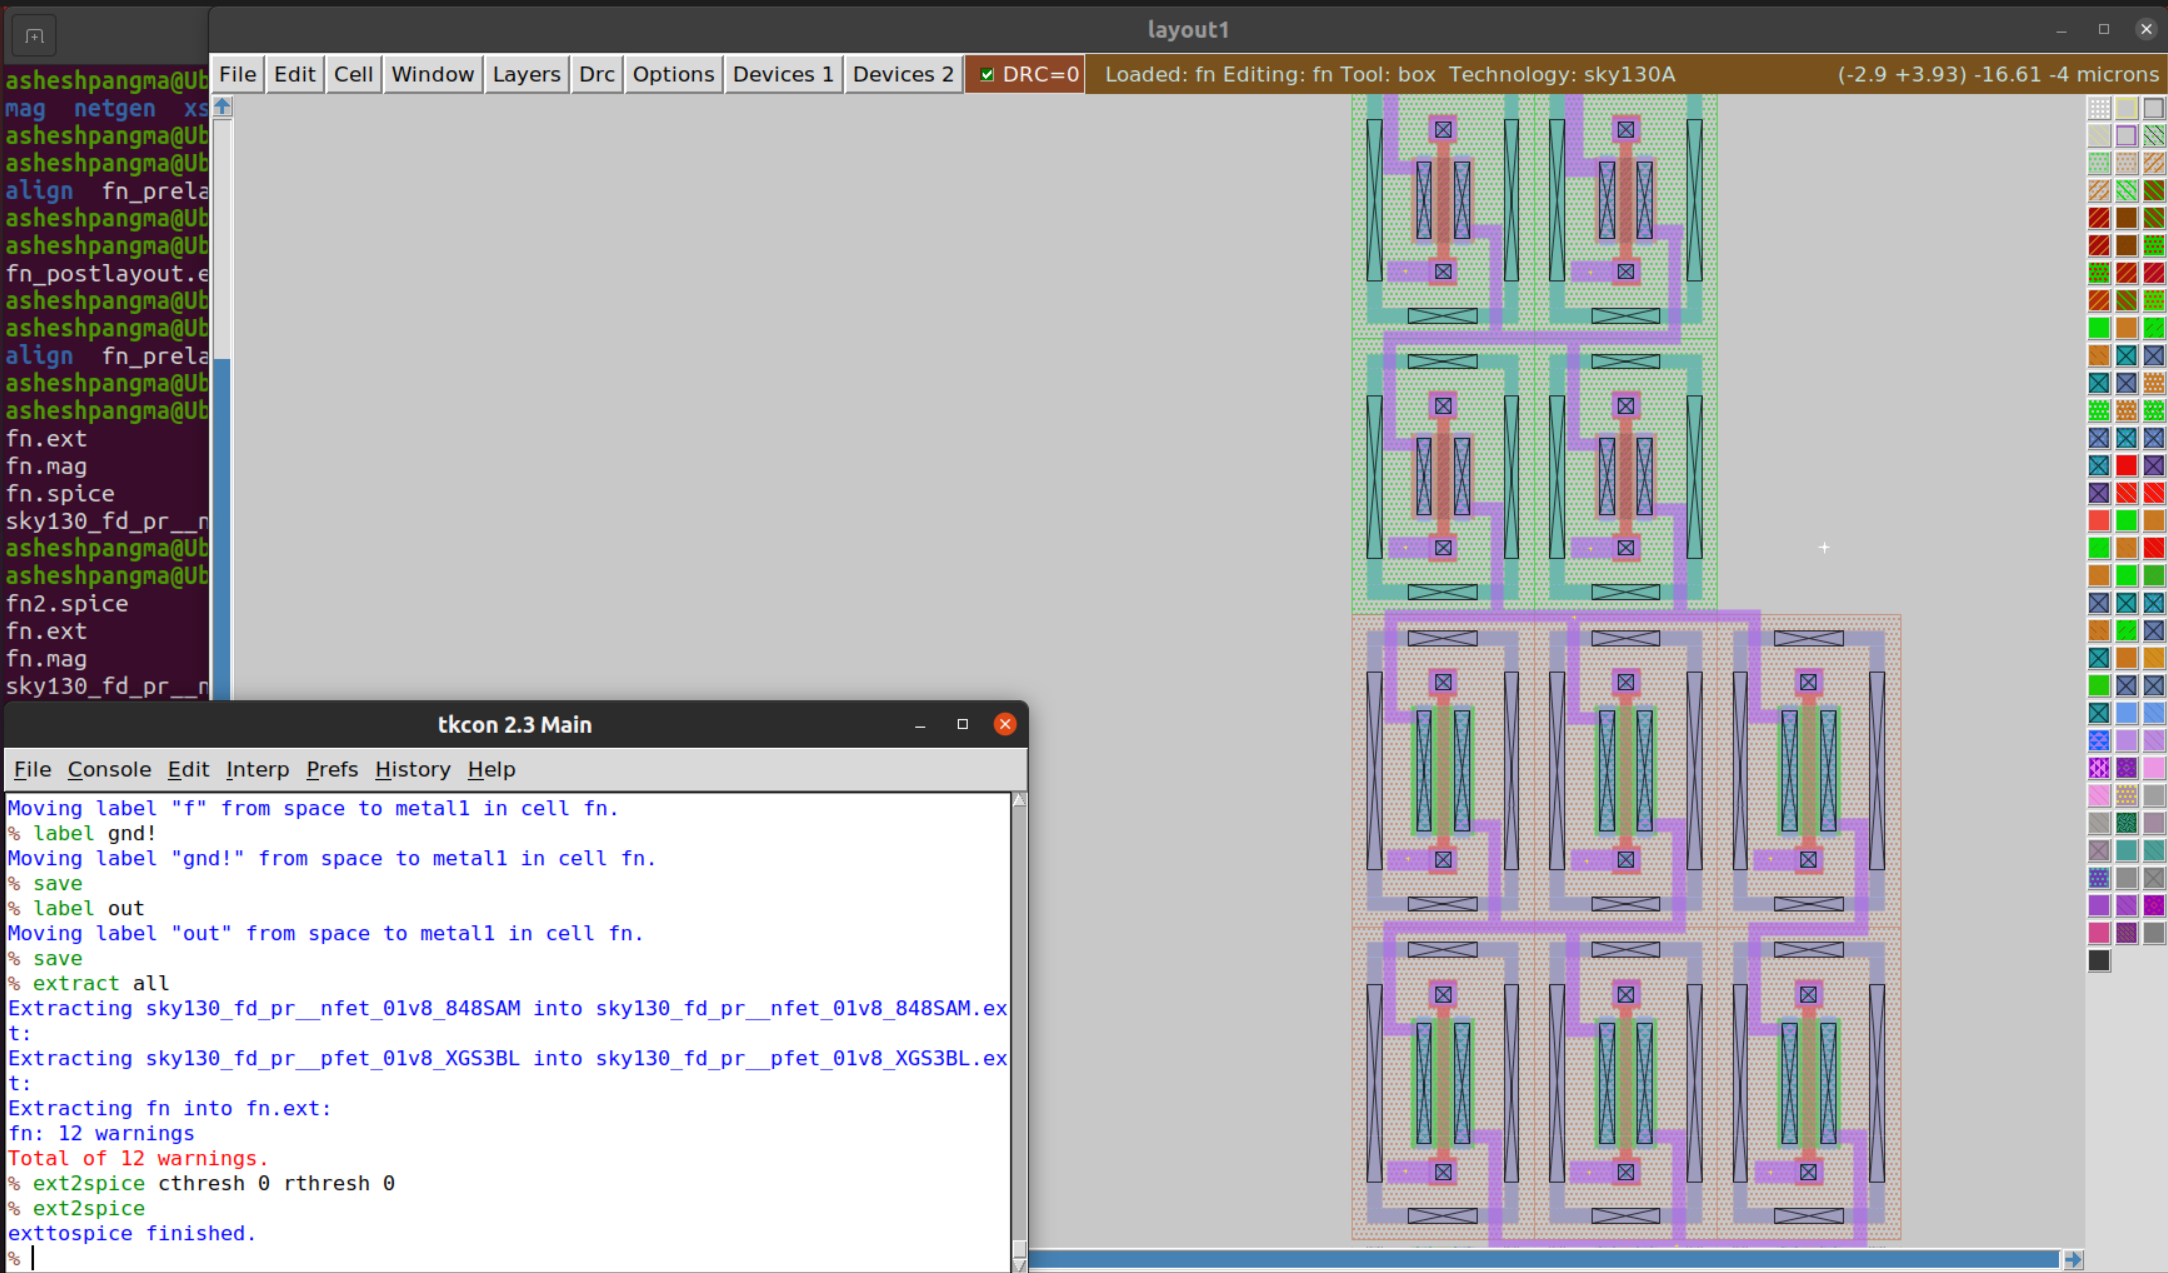 layout1
File Edit Cell Window Layers Drc Options Devices 1 Devices 2 DRC=0 Loaded: fn Editing: fn Tool: box Technology: sky130A (-2.9 +3.93) -16.61 -4 microns
asheshpangma@Ub
mag netgen xs
asheshpangma@Ub
asheshpangma@Ub
align fn_prela
asheshpangma@Ub
asheshpangma@Ub
fn_postlayout.e
asheshpangma@Ub
asheshpangma@Ub
align fn_prela
asheshpangma@Ub
asheshpangma@Ub
fn.ext
fn.mag
fn.spice
sky130_fd_pr__n
asheshpangma@Ub
asheshpangma@Ub
fn2.spice
fn.ext
fn.mag
sky130_fd_pr__n
tkcon 2.3 Main
File Console Edit Interp Prefs History Help
Moving label "f" from space to metal1 in cell fn.
% label gnd!
Moving label "gnd!" from space to metal1 in cell fn.
% save
% label out
Moving label "out" from space to metal1 in cell fn.
% save
% extract all
Extracting sky130_fd_pr__nfet_01v8_848SAM into sky130_fd_pr__nfet_01v8_848SAM.ex
t:
Extracting sky130_fd_pr__pfet_01v8_XGS3BL into sky130_fd_pr__pfet_01v8_XGS3BL.ex
t:
Extracting fn into fn.ext:
fn: 12 warnings
Total of 12 warnings.
% ext2spice cthresh 0 rthresh 0
% ext2spice
exttospice finished.
%